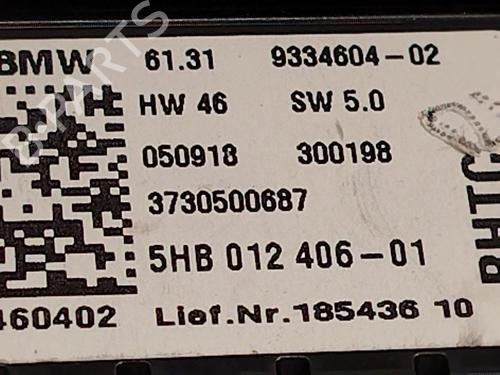 BMW 61.31 9334604-02
HW 46 SW 5.0
050918 300198
3730500687
5HB 012 406-01
460402 Lief.Nr.185436 10
B-PARTS